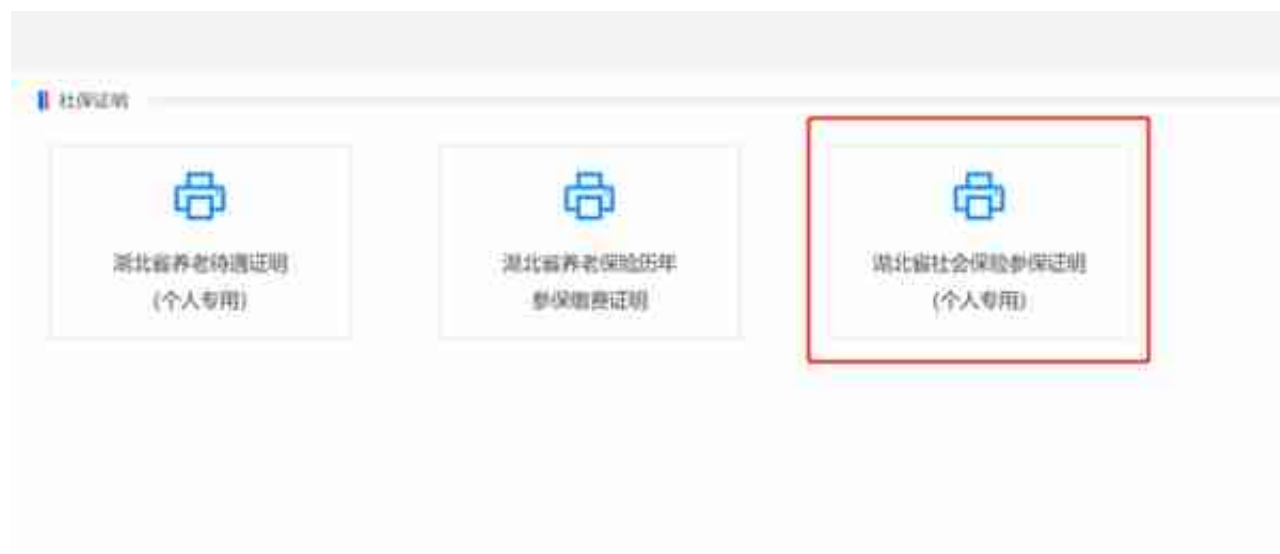 社保证明
湖北省养老待遇证明
(个人专用)
湖北省养老保险历年
参保缴费证明
湖北省社会保险参保证明
(个人专用)